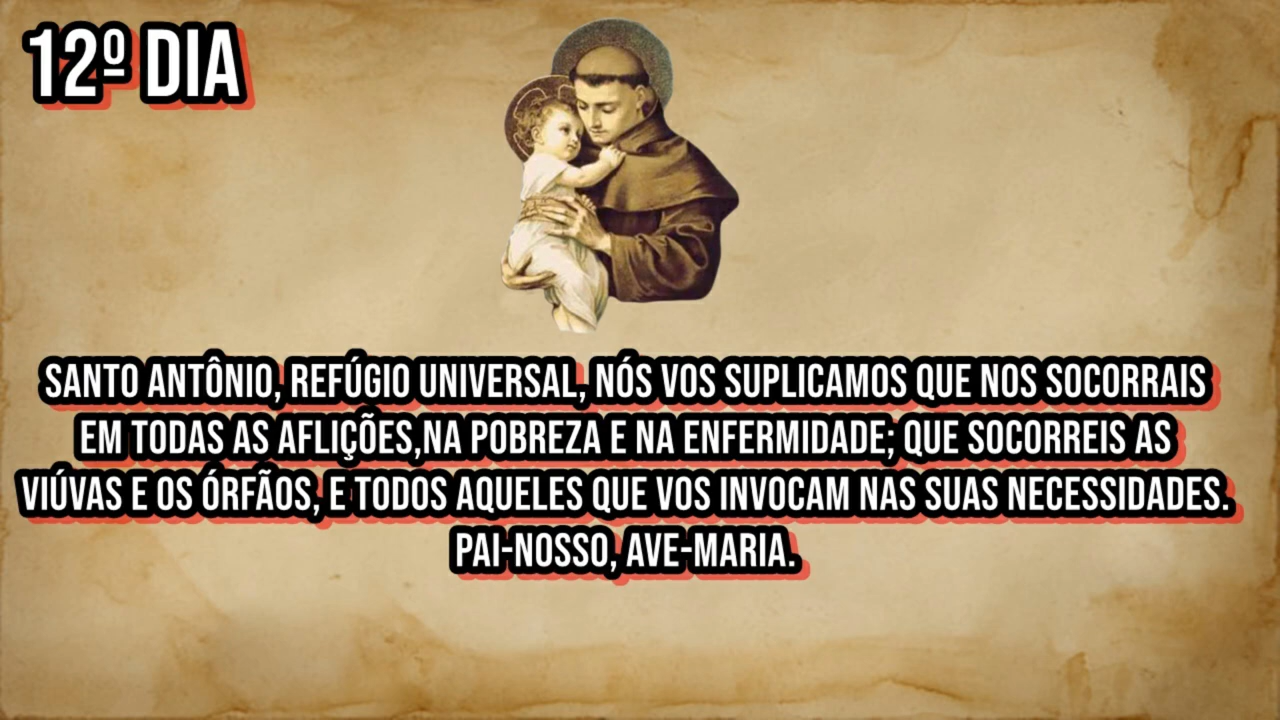 12º DIA
SANTO ANTÔNIO, REFÚGIO UNIVERSAL, NÓS VOS SUPLICAMOS QUE NOS SOCORRAIS
EM TODAS AS AFLIÇÕES,NA POBREZA E NA ENFERMIDADE; QUE SOCORREIS AS
VIÚVAS E OS ÓRFÃOS, E TODOS AQUELES QUE VOS INVOCAM NAS SUAS NECESSIDADES.
PAI-NOSSO, AVE-MARIA.